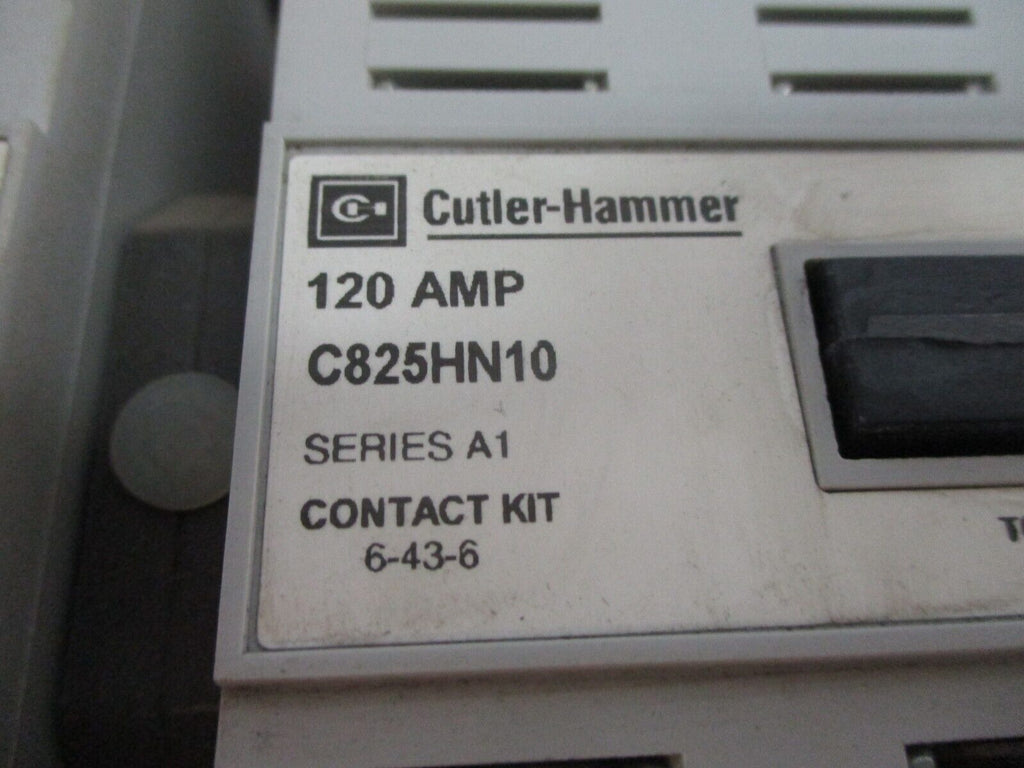 Cutler-Hammer
120 AMP
C825HN10
SERIES A1
CONTACT KIT
6-43-6